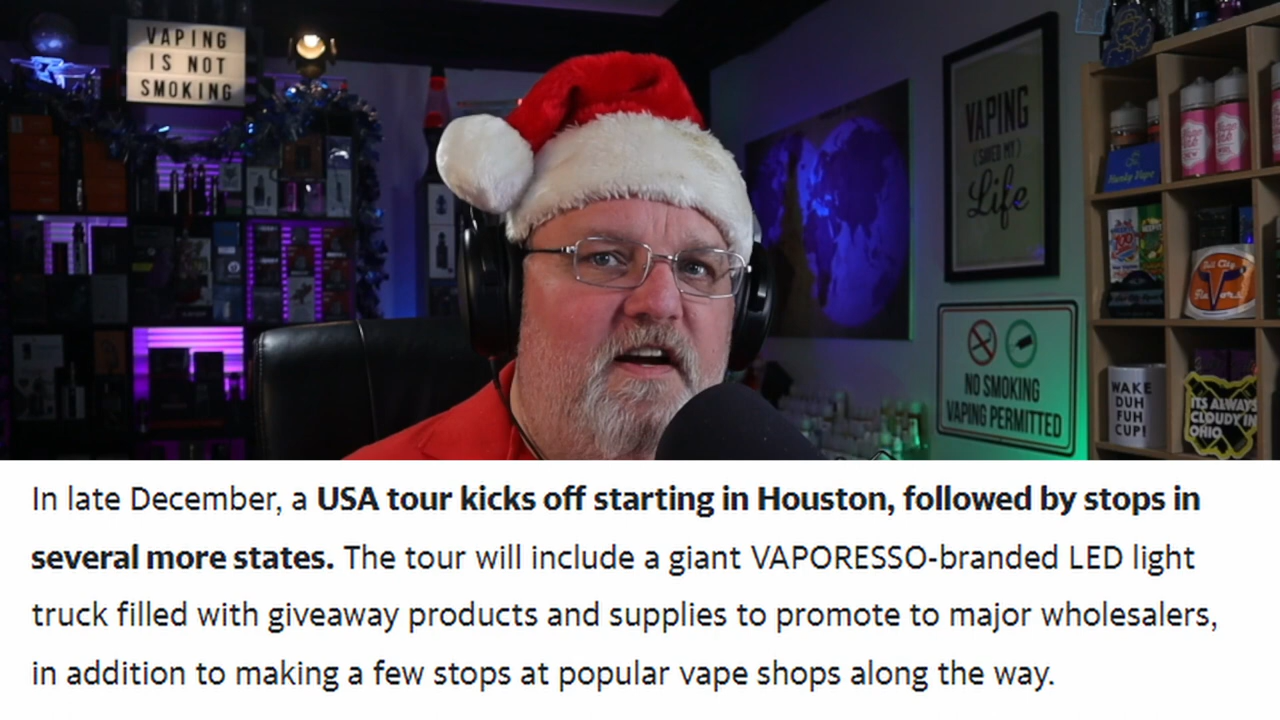 VAPING
IS NOT
SMOKING
VAPING
(SAVED MY)
Life
NO SMOKING
VAPING PERMITTED
WAKE
DUH
FUH
CUP!
ITS ALWAYS
CLOUDY IN
OHIO
In late December, a USA tour kicks off starting in Houston, followed by stops in
several more states. The tour will include a giant VAPORESSO-branded LED light
truck filled with giveaway products and supplies to promote to major wholesalers,
in addition to making a few stops at popular vape shops along the way.